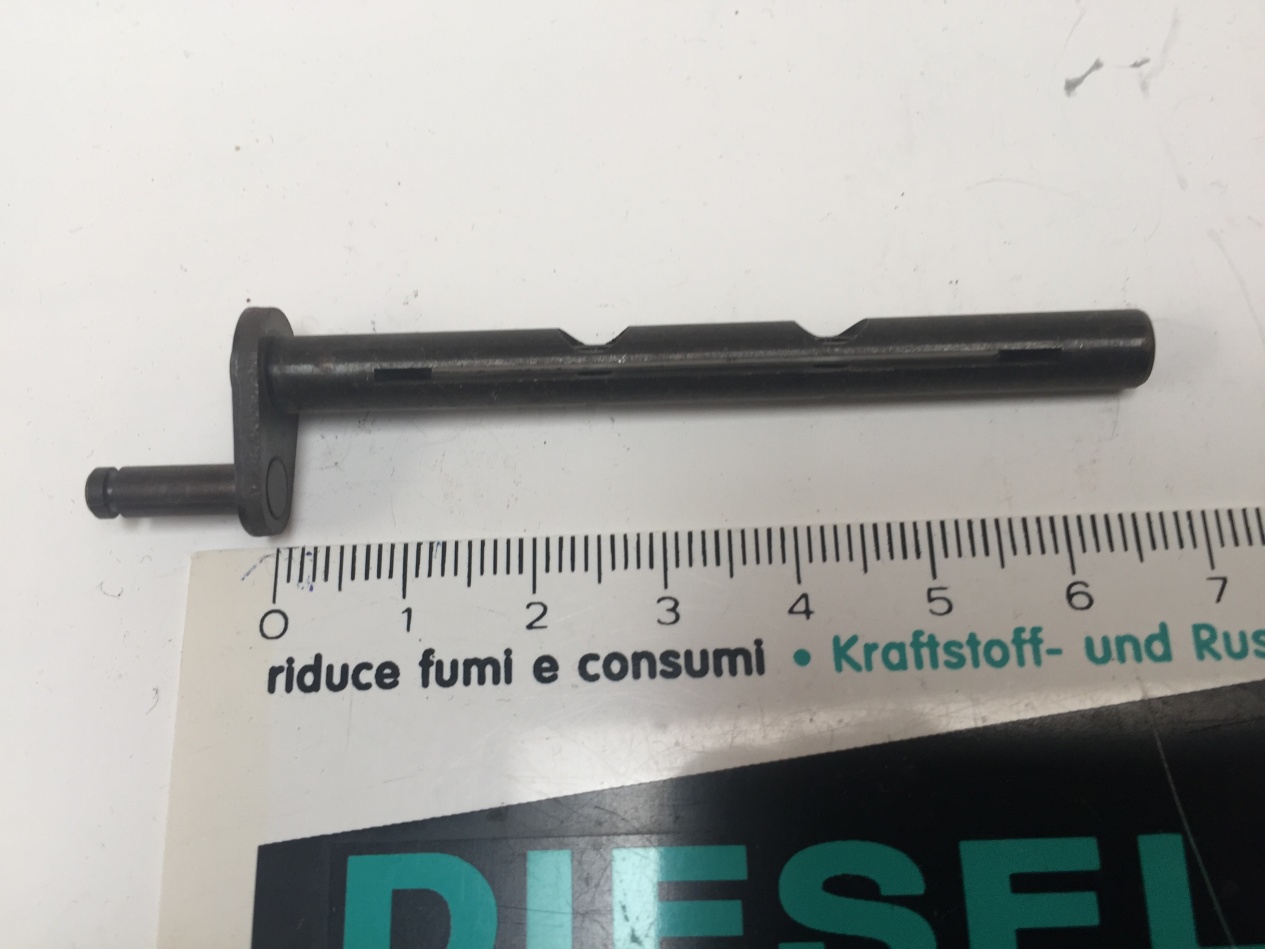 0 1 2 3 4 5 6 7
riduce fumi e consumi • Kraftstoff- und Rus
DIESEL